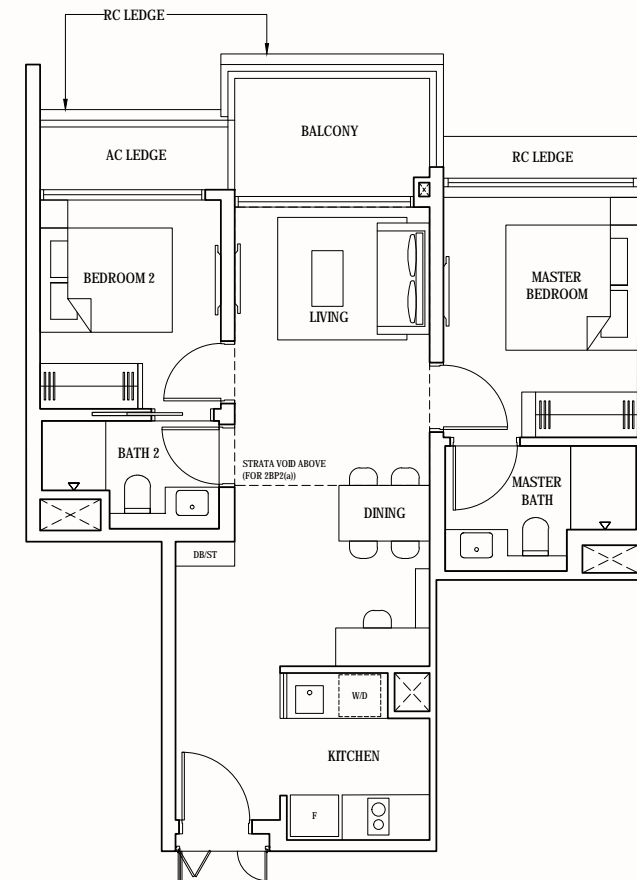 RC LEDGE
BALCONY
AC LEDGE
RC LEDGE
BEDROOM 2
MASTER
BEDROOM
LIVING
BATH 2
STRATA VOID ABOVE
(FOR 2BP2(a))
MASTER
BATH
DINING
DB/ST
W/D
KITCHEN
F